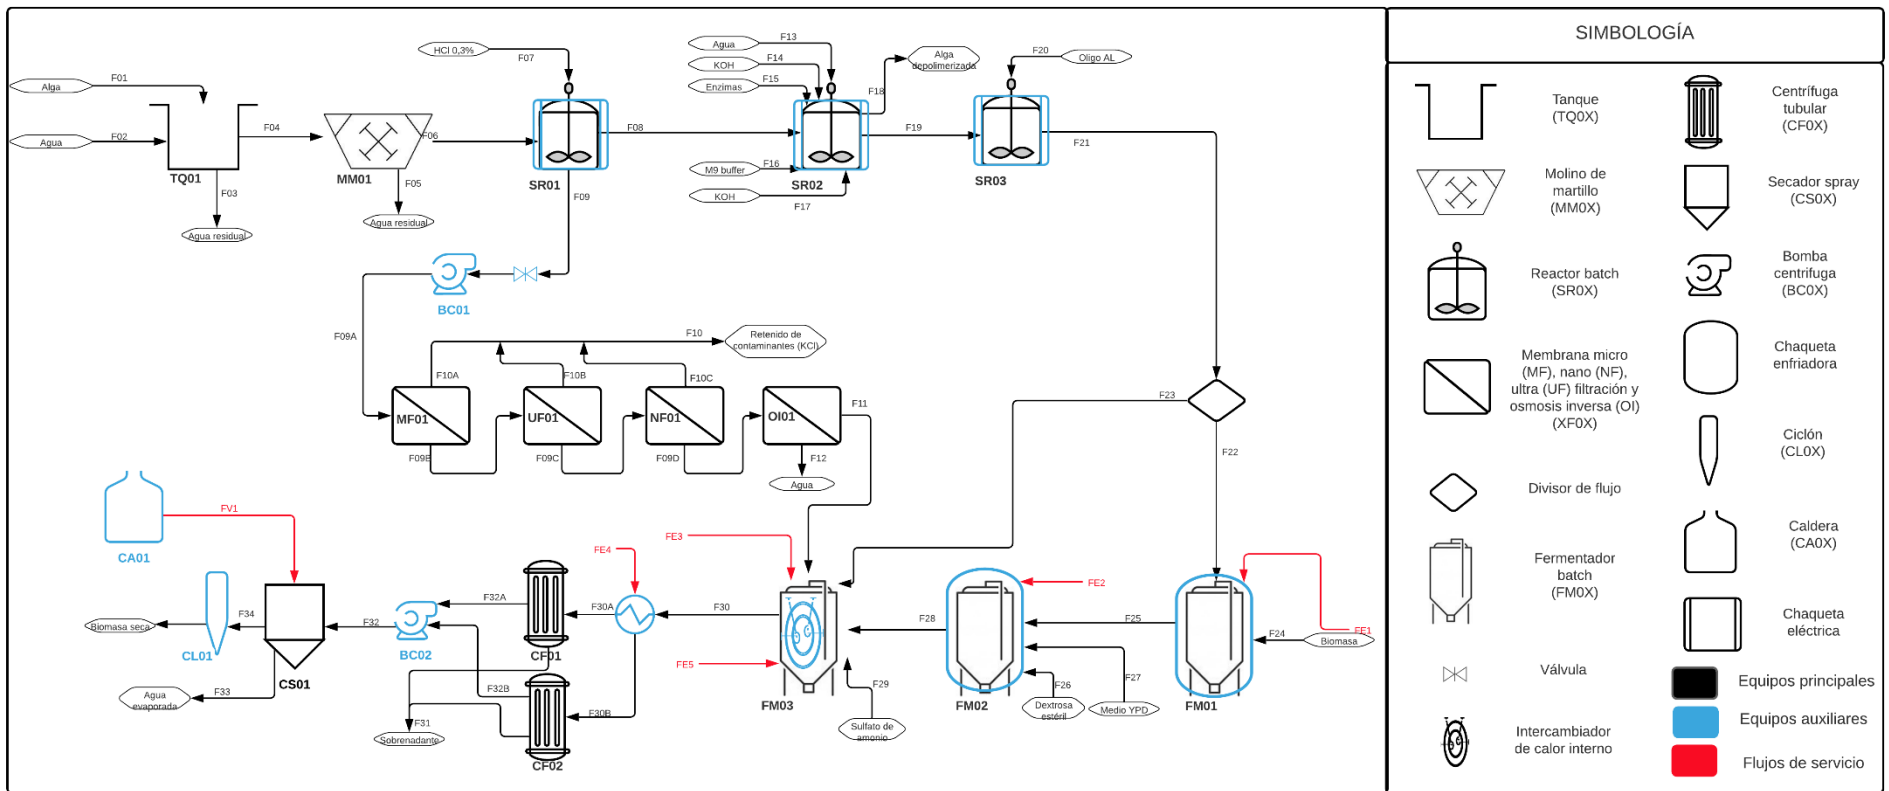 SIMBOLOGÍA
Alga
F01
Agua
F02
TQ01
F03
Agua residual
F04
MM01
F05
Agua residual
F06
HCl 0,3%
F07
SR01
F08
F09
Agua
F13
KOH
F14
Enzimas
F15
M9 buffer
F16
KOH
F17
SR02
F18
Alga
depolimerizada
F19
F20
Oligo AL
SR03
F21
BC01
F09A
F10
Retenido de
contaminantes (KCl)
F10A
F10B
F10C
MF01
UF01
NF01
OI01
F11
F09B
F09C
F09D
F12
Agua
F23
F22
CA01
FV1
FE4
FE3
CF01
F32A
F30A
F30
F34
Biomasa seca
CL01
F32
BC02
CS01
F33
Agua
evaporada
F32B
F30B
F31
Sobrenadante
CF02
FE5
FM03
F29
Sulfato de
amonio
F28
FM02
FE2
F25
F26
Dextrosa
estéril
F27
Medio YPD
FM01
F24
Biomasa
FE1
Tanque
(TQ0X)
Centrífuga
tubular
(CF0X)
Molino de
martillo
(MM0X)
Secador spray
(CS0X)
Reactor batch
(SR0X)
Bomba
centrifuga
(BC0X)
Membrana micro
(MF), nano (NF),
ultra (UF) filtración y
osmosis inversa (OI)
(XF0X)
Chaqueta
enfriadora
Divisor de flujo
Ciclón
(CL0X)
Fermentador
batch
(FM0X)
Caldera
(CA0X)
Válvula
Chaqueta
eléctrica
Intercambiador
de calor interno
Equipos principales
Equipos auxiliares
Flujos de servicio